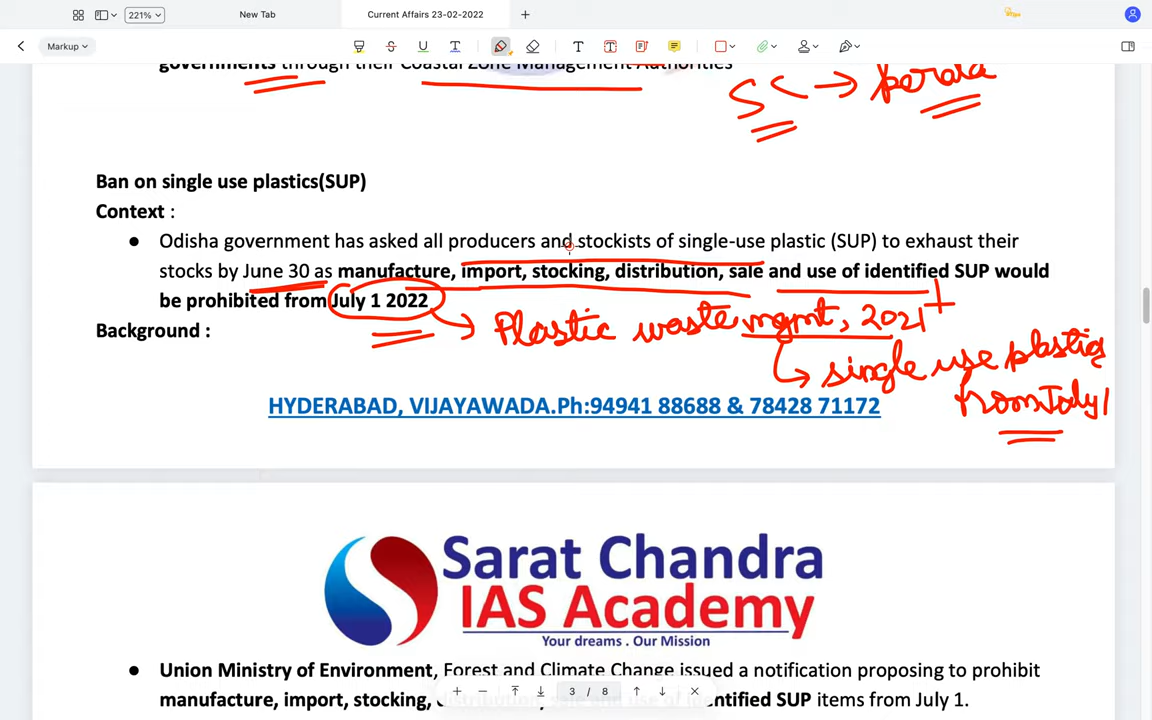 221%
New Tab
Current Affairs 23-02-2022
Markup
governments through their Coastal Zone Management Authorities
SC → Kerala
Ban on single use plastics(SUP)
Context :
● Odisha government has asked all producers and stockists of single-use plastic (SUP) to exhaust their
stocks by June 30 as manufacture, import, stocking, distribution, sale and use of identified SUP would
be prohibited from July 1 2022
Plastic waste mgmt, 2021
Background :
single use plastics
from July 1
HYDERABAD, VIJAYAWADA.Ph:94941 88688 & 78428 71172
Sarat Chandra
IAS Academy
Your dreams . Our Mission
● Union Ministry of Environment, Forest and Climate Change issued a notification proposing to prohibit
3 / 8
manufacture, import, stocking, identified SUP items from July 1.